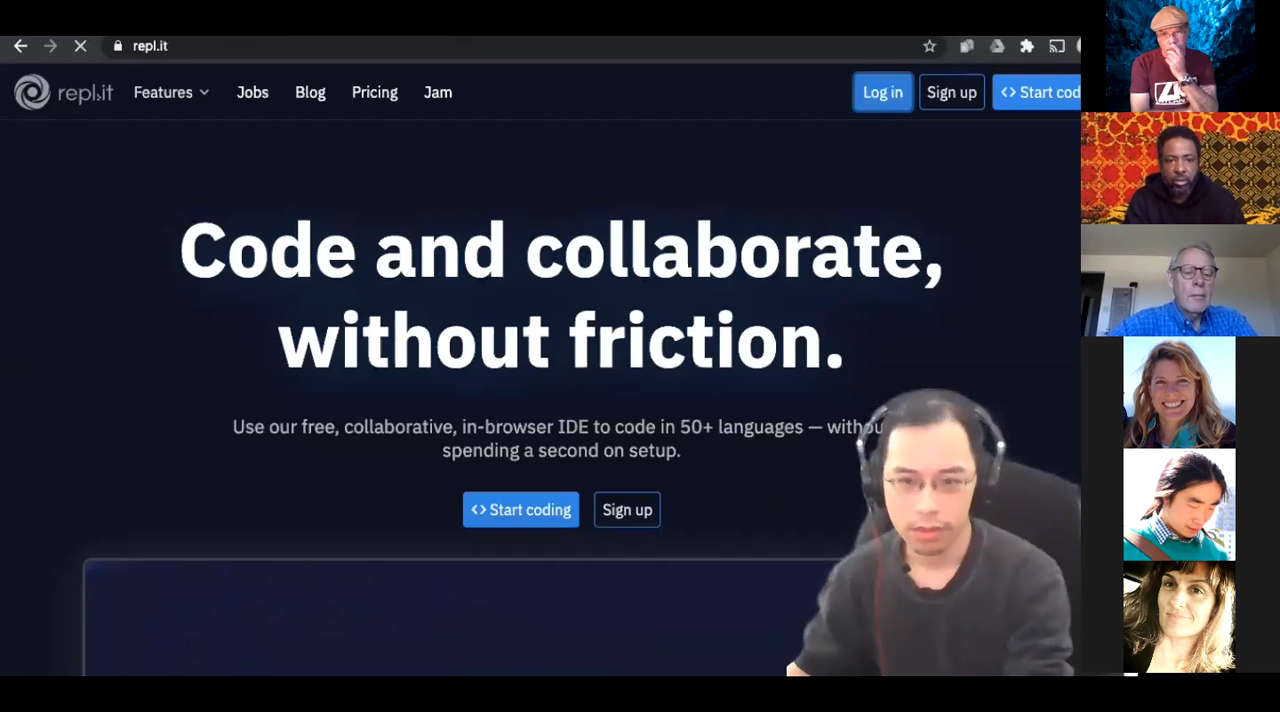 repl.it
repl.it Features Jobs Blog Pricing Jam Log in Sign up <> Start cod
Code and collaborate,
without friction.
Use our free, collaborative, in-browser IDE to code in 50+ languages — withou
spending a second on setup.
<> Start coding Sign up